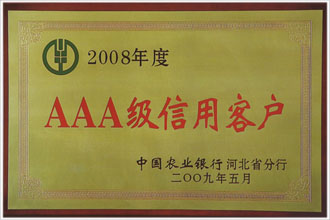 2008年度
AAA级信用客户
中国农业银行河北省分行
二〇〇九年五月